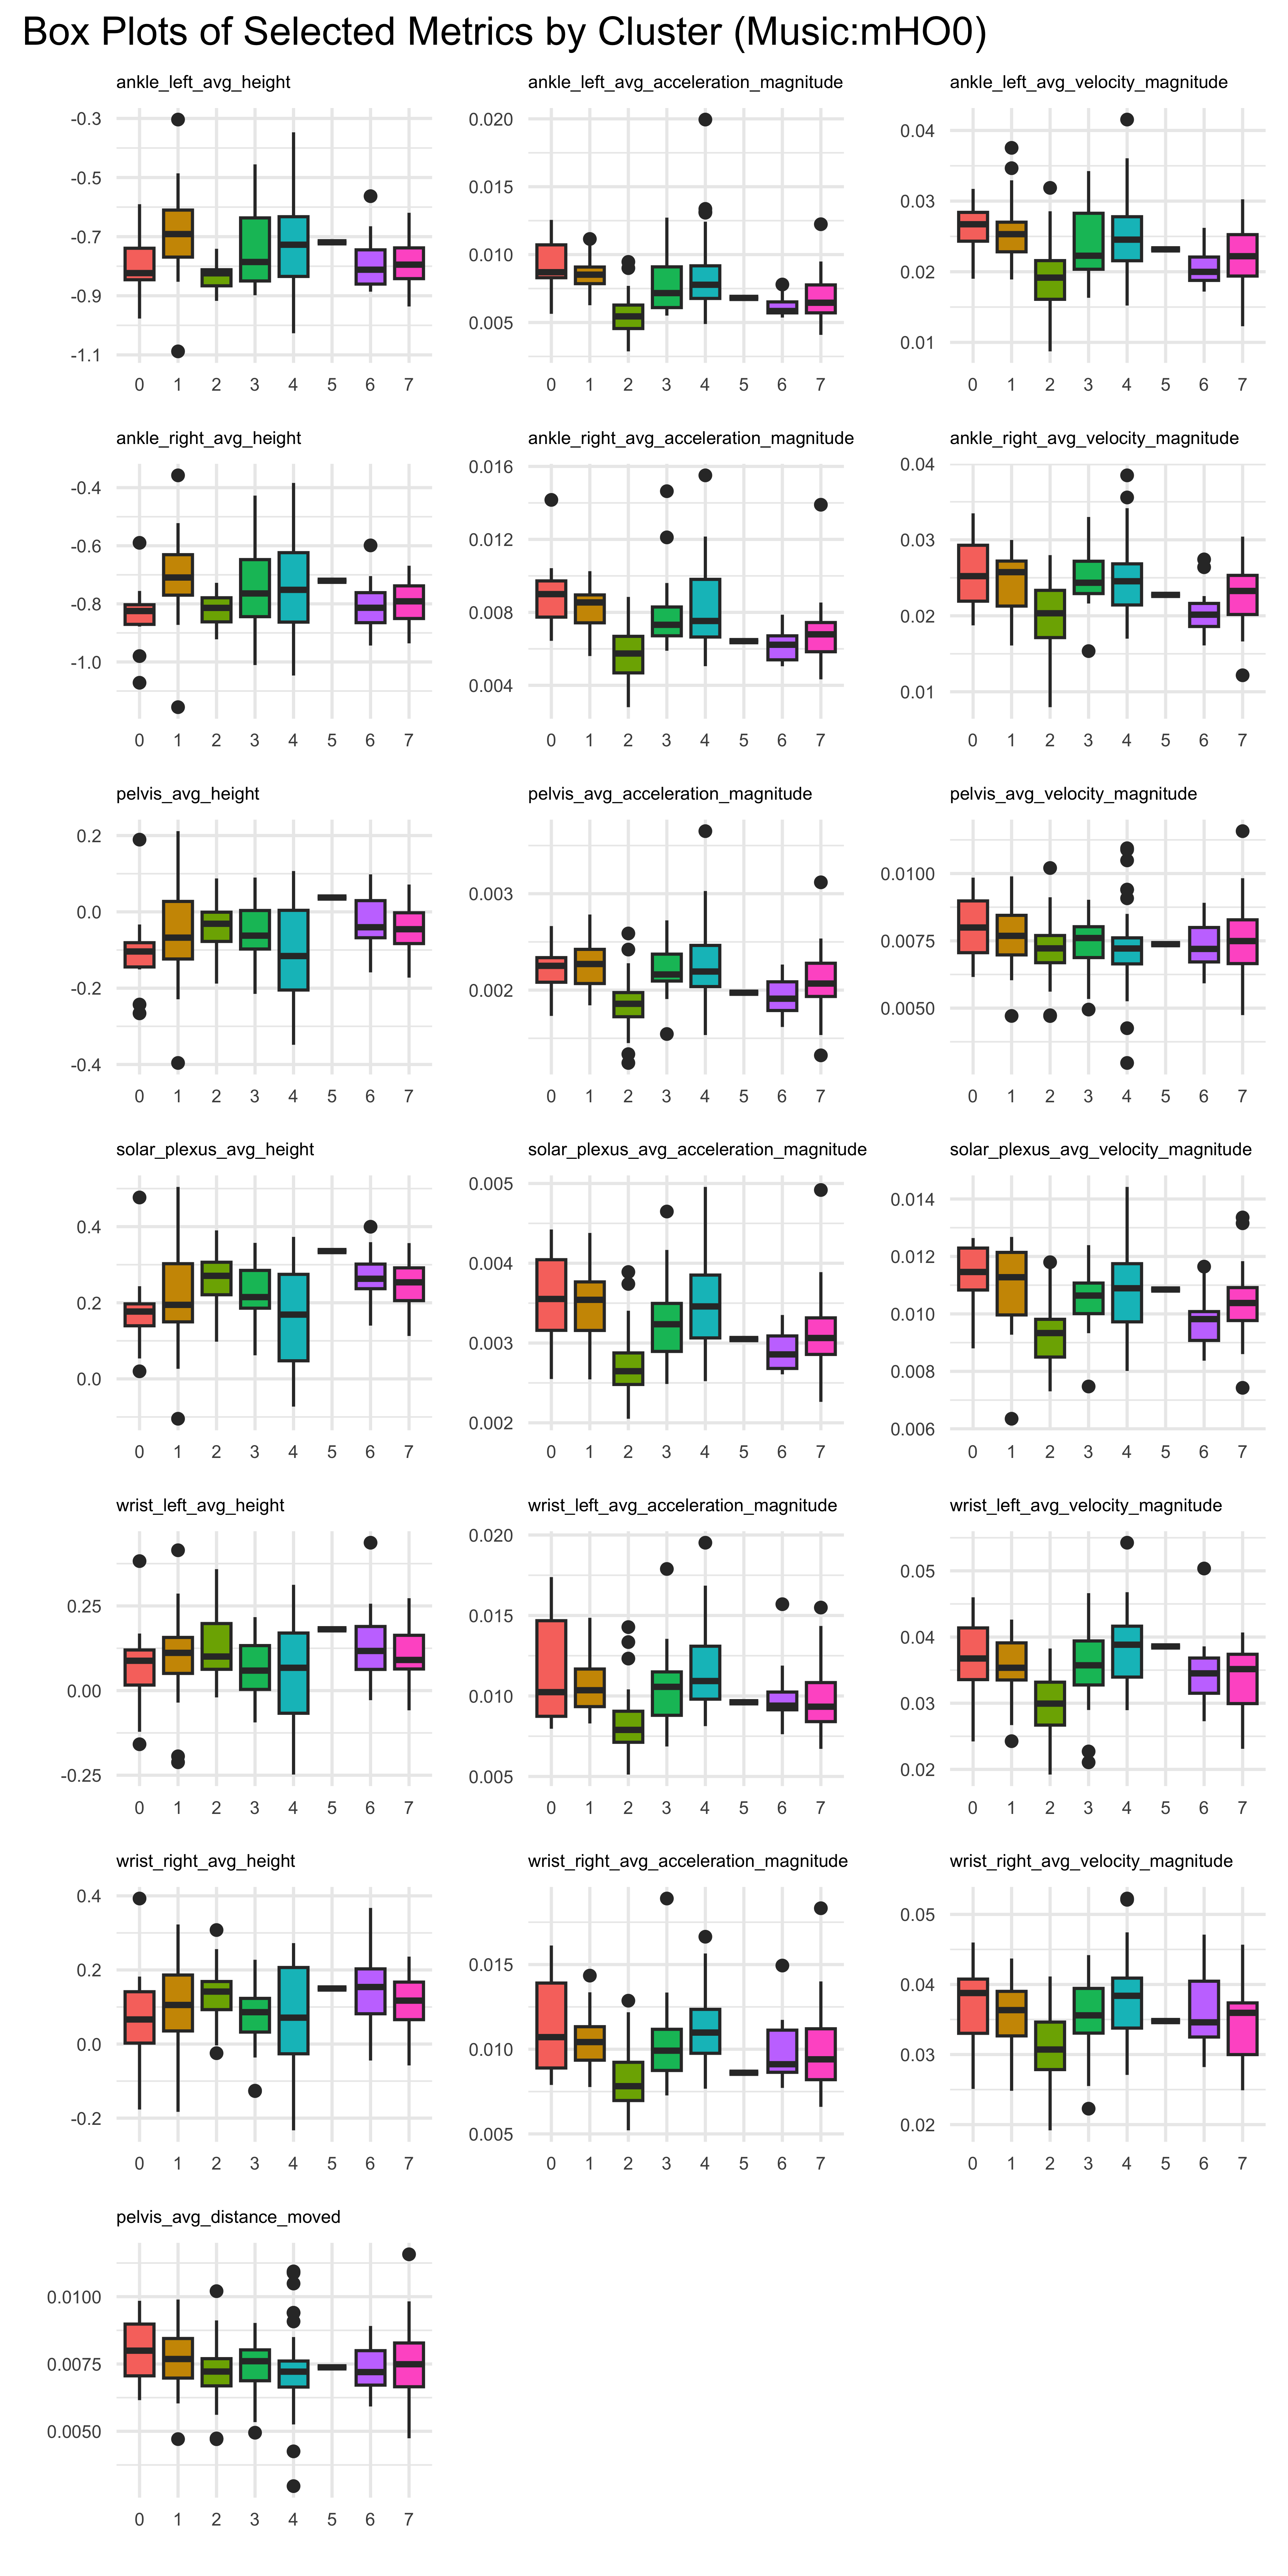 Box Plots of Selected Metrics by Cluster (Music:mHO0)
ankle_left_avg_height
-0.3
-0.5
-0.7
-0.9
-1.1
0 1 2 3 4 5 6 7
ankle_left_avg_acceleration_magnitude
0.020
0.015
0.010
0.005
0 1 2 3 4 5 6 7
ankle_left_avg_velocity_magnitude
0.04
0.03
0.02
0.01
0 1 2 3 4 5 6 7
ankle_right_avg_height
-0.4
-0.6
-0.8
-1.0
0 1 2 3 4 5 6 7
ankle_right_avg_acceleration_magnitude
0.016
0.012
0.008
0.004
0 1 2 3 4 5 6 7
ankle_right_avg_velocity_magnitude
0.04
0.03
0.02
0.01
0 1 2 3 4 5 6 7
pelvis_avg_height
0.2
0.0
-0.2
-0.4
0 1 2 3 4 5 6 7
pelvis_avg_acceleration_magnitude
0.003
0.002
0 1 2 3 4 5 6 7
pelvis_avg_velocity_magnitude
0.0100
0.0075
0.0050
0 1 2 3 4 5 6 7
solar_plexus_avg_height
0.4
0.2
0.0
0 1 2 3 4 5 6 7
solar_plexus_avg_acceleration_magnitude
0.005
0.004
0.003
0.002
0 1 2 3 4 5 6 7
solar_plexus_avg_velocity_magnitude
0.014
0.012
0.010
0.008
0.006
0 1 2 3 4 5 6 7
wrist_left_avg_height
0.25
0.00
-0.25
0 1 2 3 4 5 6 7
wrist_left_avg_acceleration_magnitude
0.020
0.015
0.010
0.005
0 1 2 3 4 5 6 7
wrist_left_avg_velocity_magnitude
0.05
0.04
0.03
0.02
0 1 2 3 4 5 6 7
wrist_right_avg_height
0.4
0.2
0.0
-0.2
0 1 2 3 4 5 6 7
wrist_right_avg_acceleration_magnitude
0.015
0.010
0.005
0 1 2 3 4 5 6 7
wrist_right_avg_velocity_magnitude
0.05
0.04
0.03
0.02
0 1 2 3 4 5 6 7
pelvis_avg_distance_moved
0.0100
0.0075
0.0050
0 1 2 3 4 5 6 7